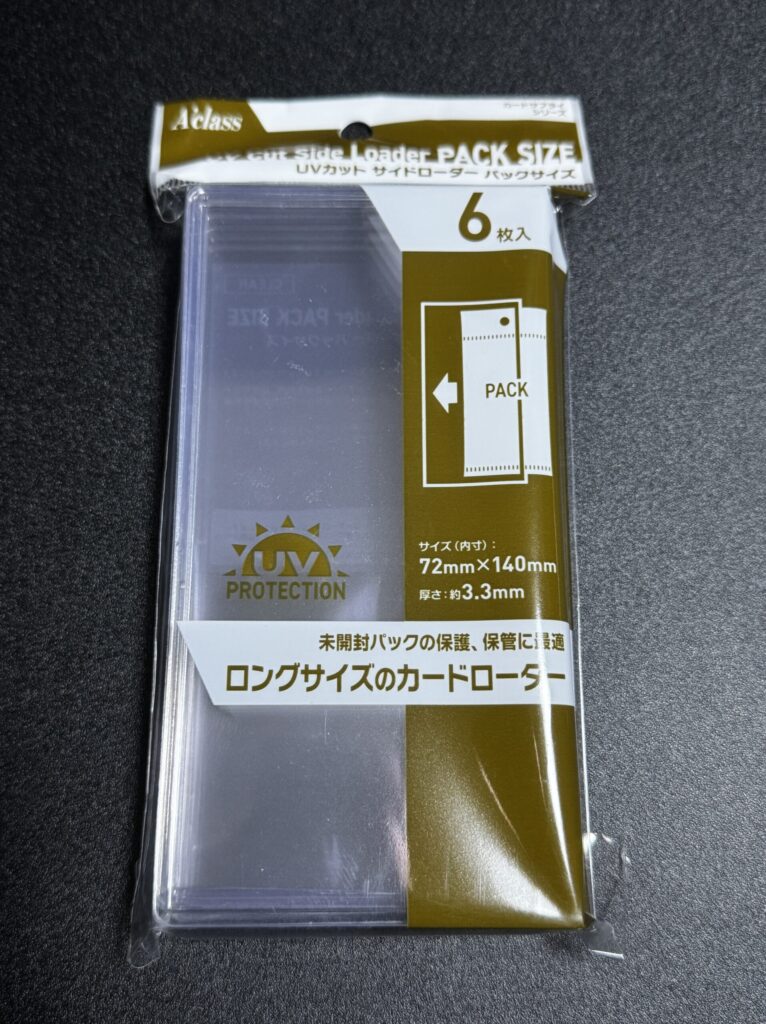 A'class
カードサプライ
シリーズ
UV Cut Side Loader PACK SIZE
UVカット サイドローダー パックサイズ
6枚入
CLEAR
PACK
サイズ(内寸):
72mm×140mm
厚さ:約3.3mm
UV
PROTECTION
未開封パックの保護、保管に最適
ロングサイズのカードローダー